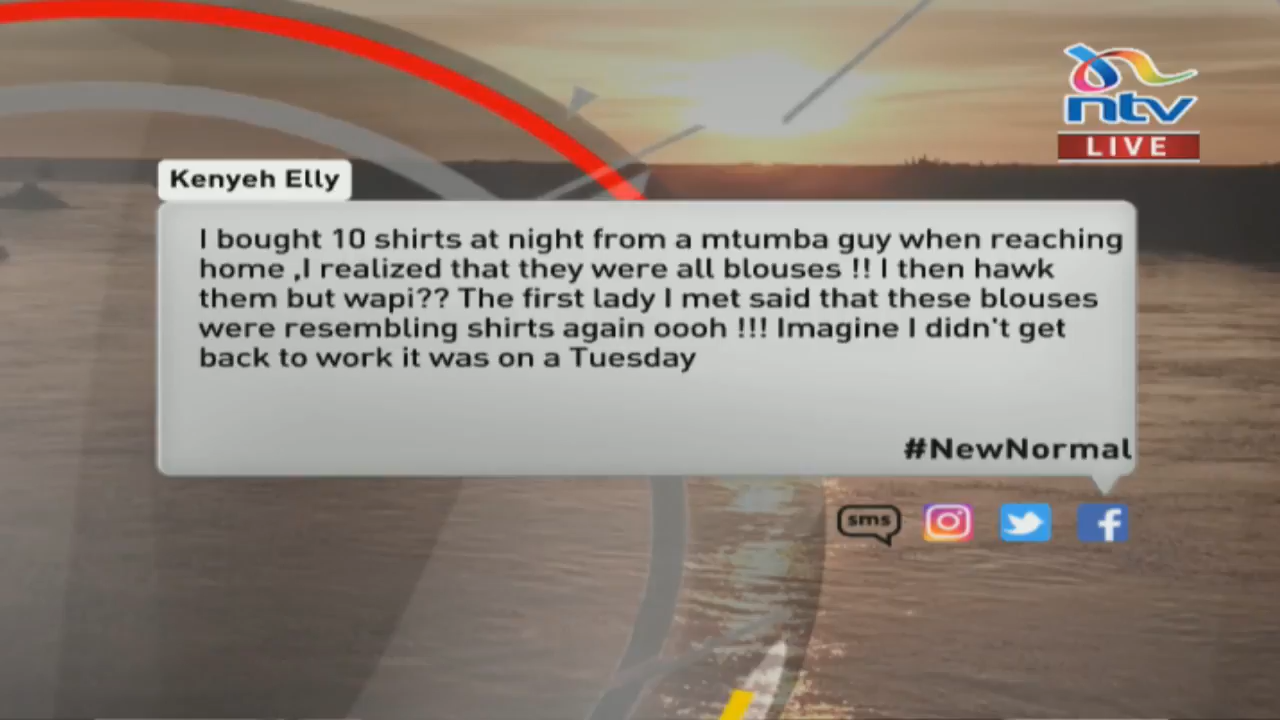 ntv
LIVE
Kenyeh Elly
I bought 10 shirts at night from a mtumba guy when reaching
home ,I realized that they were all blouses !! I then hawk
them but wapi?? The first lady I met said that these blouses
were resembling shirts again oooh !!! Imagine I didn't get
back to work it was on a Tuesday
#NewNormal
sms